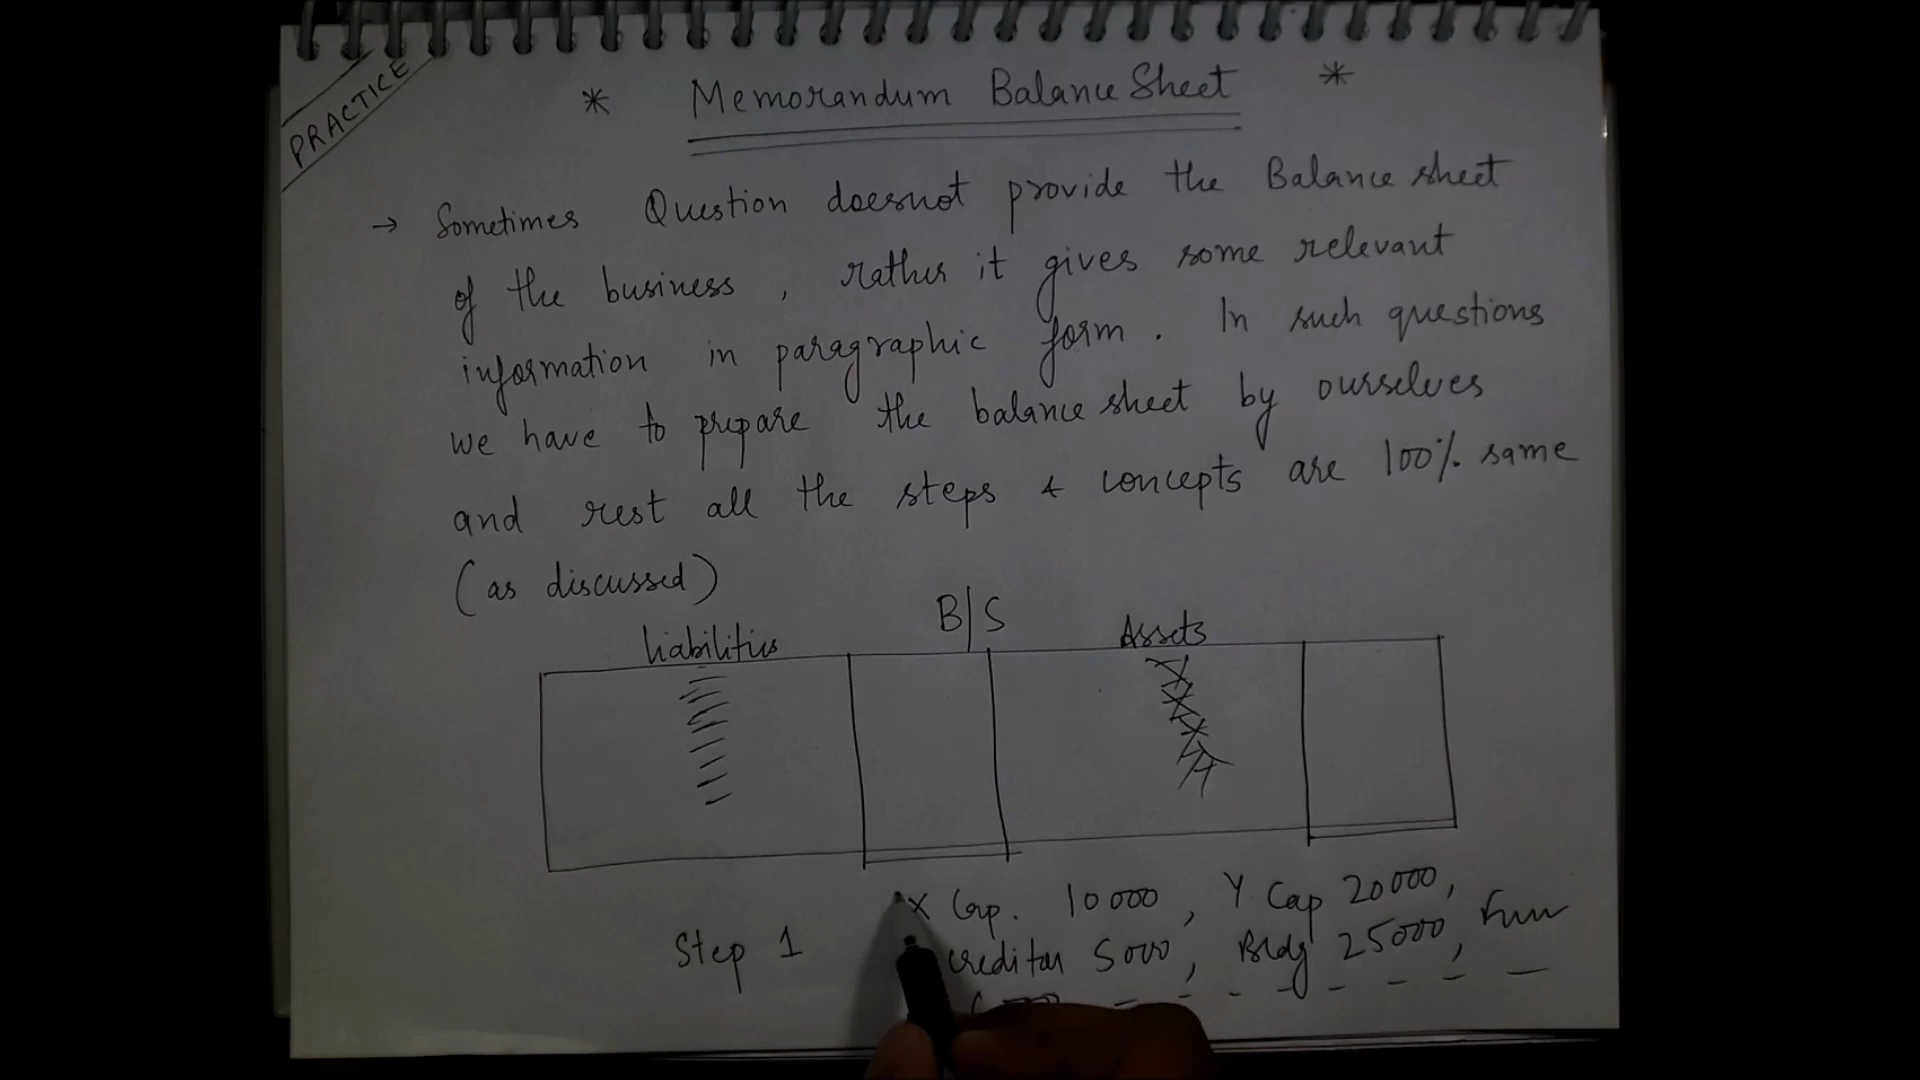 PRACTICE
* Memorandum Balance Sheet *
→ Sometimes Question doesnot provide the Balance sheet
of the business, rather it gives some relevant
information in paragraphic form. In such questions
we have to prepare the balance sheet by ourselves
and rest all the steps & concepts are 100% same
(as discussed)
B/S
Liabilities Assets
X Cap. 10000, Y Cap 20000,
Step 1 creditor 5000, Bldg 25000, Furn